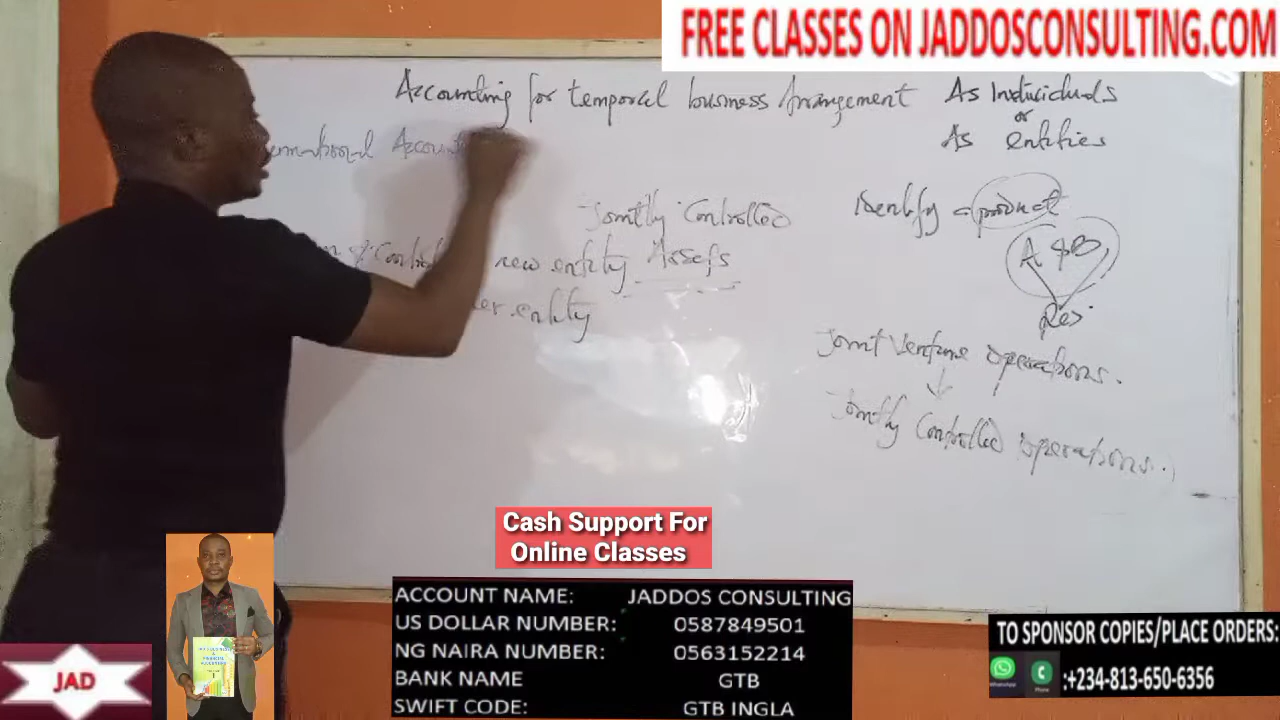 FREE CLASSES ON JADDOSCONSULTING.COM
Accounting for temporal business Arrangement
As Individuals
or
As entities
Jointly Controlled
Assets
new entity
entity
Identify a product
A & B
Joint Venture operations.
Jointly Controlled operations.
Cash Support For
Online Classes
ACCOUNT NAME: JADDOS CONSULTING
US DOLLAR NUMBER: 0587849501
NG NAIRA NUMBER: 0563152214
BANK NAME GTB
SWIFT CODE: GTB INGLA
TO SPONSOR COPIES/PLACE ORDERS:
:+234-813-650-6356
JAD